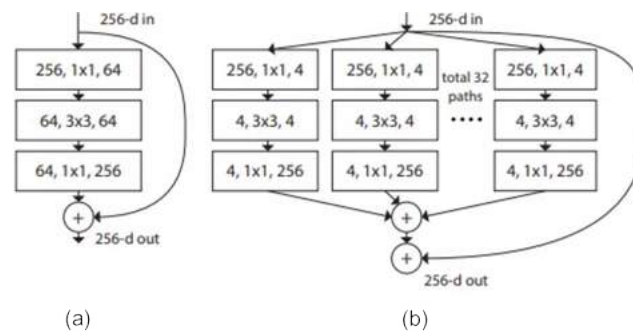 256-d in
256, 1x1, 64
64, 3x3, 64
64, 1x1, 256
+
256-d out
(a)
256-d in
256, 1x1, 4
256, 1x1, 4
total 32
paths
....
256, 1x1, 4
4, 3x3, 4
4, 3x3, 4
4, 3x3, 4
4, 1x1, 256
4, 1x1, 256
4, 1x1, 256
+
+
256-d out
(b)